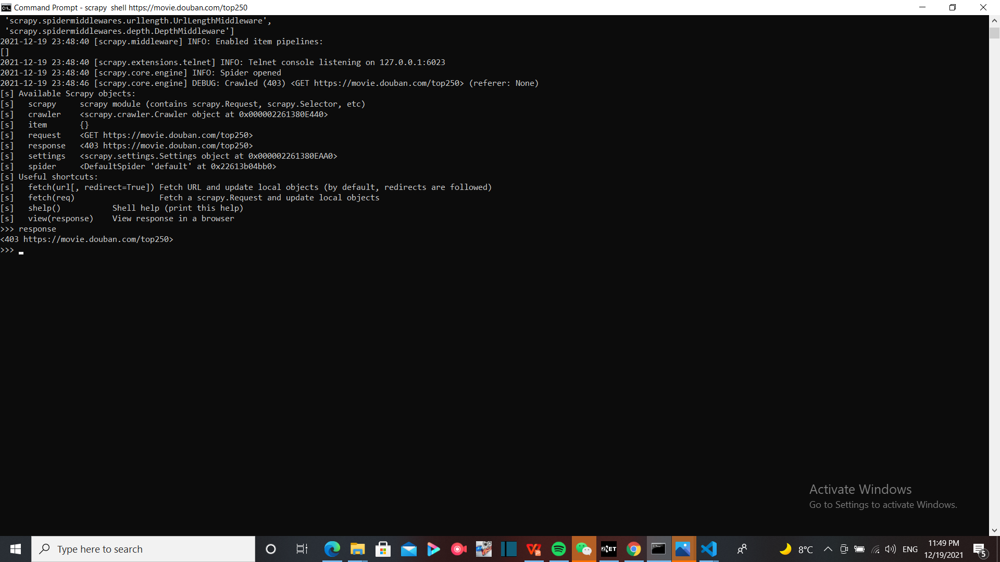 Command Prompt - scrapy  shell https://movie.douban.com/top250
 'scrapy.spidermiddlewares.urllength.UrlLengthMiddleware',
 'scrapy.spidermiddlewares.depth.DepthMiddleware']
2021-12-19 23:48:40 [scrapy.middleware] INFO: Enabled item pipelines:
[]
2021-12-19 23:48:40 [scrapy.extensions.telnet] INFO: Telnet console listening on 127.0.0.1:6023
2021-12-19 23:48:40 [scrapy.core.engine] INFO: Spider opened
2021-12-19 23:48:46 [scrapy.core.engine] DEBUG: Crawled (403) <GET https://movie.douban.com/top250> (referer: None)
[s] Available Scrapy objects:
[s]   scrapy     scrapy module (contains scrapy.Request, scrapy.Selector, etc)
[s]   crawler    <scrapy.crawler.Crawler object at 0x000002261380E440>
[s]   item       {}
[s]   request    <GET https://movie.douban.com/top250>
[s]   response   <403 https://movie.douban.com/top250>
[s]   settings   <scrapy.settings.Settings object at 0x000002261380EAA0>
[s]   spider     <DefaultSpider 'default' at 0x22613b04bb0>
[s] Useful shortcuts:
[s]   fetch(url[, redirect=True]) Fetch URL and update local objects (by default, redirects are followed)
[s]   fetch(req)                  Fetch a scrapy.Request and update local objects
[s]   shelp()           Shell help (print this help)
[s]   view(response)    View response in a browser
>>> response
<403 https://movie.douban.com/top250>
>>>
Activate Windows
Go to Settings to activate Windows.
Type here to search
ZNET
8°C
ENG
11:49 PM
12/19/2021
5